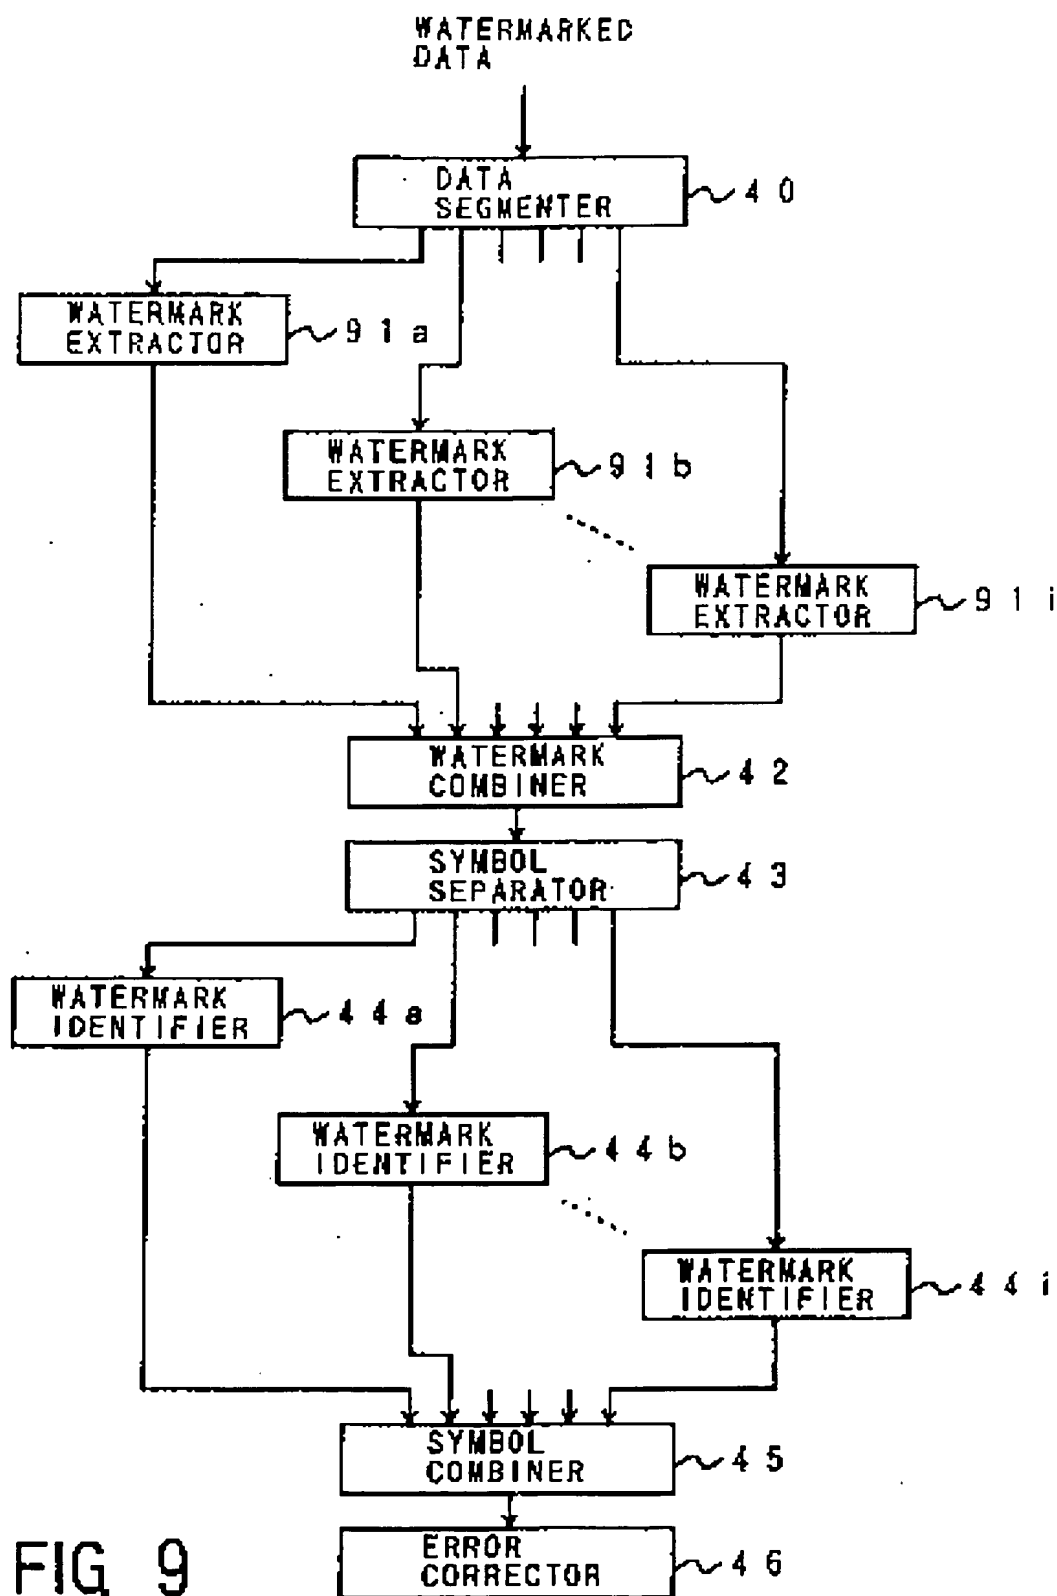 WATERMARKED
DATA
DATA
SEGMENTER
40
WATERMARK
EXTRACTOR
91a
WATERMARK
EXTRACTOR
91b
WATERMARK
EXTRACTOR
91i
WATERMARK
COMBINER
42
SYMBOL
SEPARATOR
43
WATERMARK
IDENTIFIER
44a
WATERMARK
IDENTIFIER
44b
WATERMARK
IDENTIFIER
44i
SYMBOL
COMBINER
45
ERROR
CORRECTOR
46
FIG 9